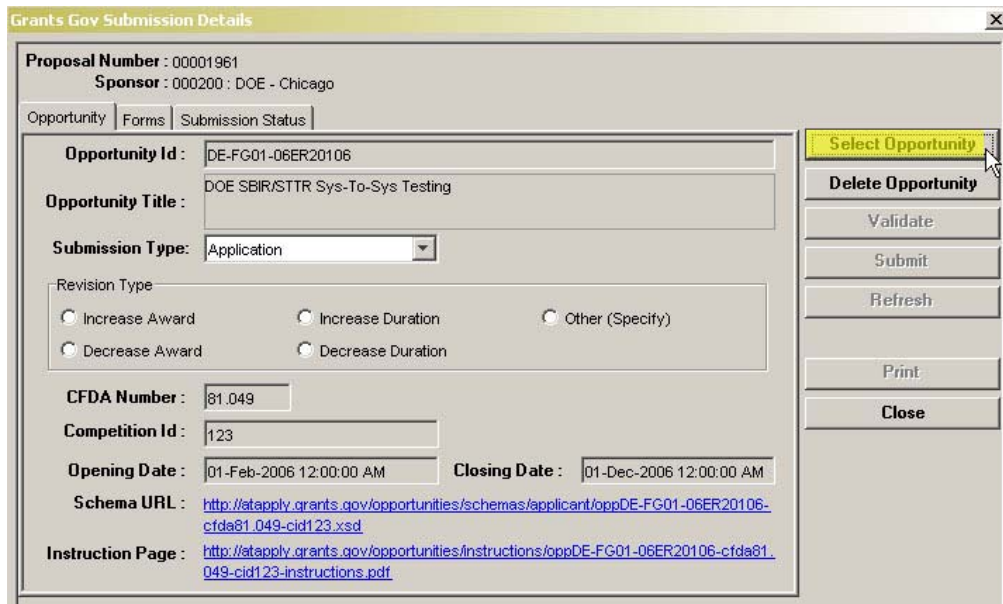 Grants Gov Submission Details
Proposal Number : 00001961
Sponsor : 000200 : DOE - Chicago
Opportunity Forms Submission Status
Opportunity Id : DE-FG01-06ER20106
Opportunity Title : DOE SBIR/STTR Sys-To-Sys Testing
Submission Type: Application
Revision Type
Increase Award Increase Duration Other (Specify)
Decrease Award Decrease Duration
CFDA Number : 81.049
Competition Id : 123
Opening Date : 01-Feb-2006 12:00:00 AM Closing Date : 01-Dec-2006 12:00:00 AM
Schema URL : http://atapply.grants.gov/opportunities/schemas/applicant/oppDE-FG01-06ER20106-
cfda81.049-cid123.xsd
Instruction Page : http://atapply.grants.gov/opportunities/instructions/oppDE-FG01-06ER20106-cfda81.
049-cid123-instructions.pdf
Select Opportunity
Delete Opportunity
Validate
Submit
Refresh
Print
Close